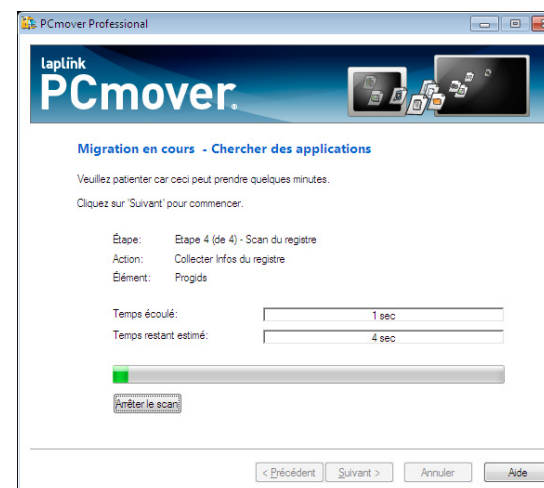 PCmover Professional
laplink
PCmover.
Migration en cours - Chercher des applications
Veuillez patienter car ceci peut prendre quelques minutes.
Cliquez sur 'Suivant' pour commencer.
Étape: Etape 4 (de 4) - Scan du registre
Action: Collecter Infos du registre
Élément: Progids
Temps écoulé: 1 sec
Temps restant estimé: 4 sec
Arrêter le scan
< Précédent Suivant > Annuler Aide